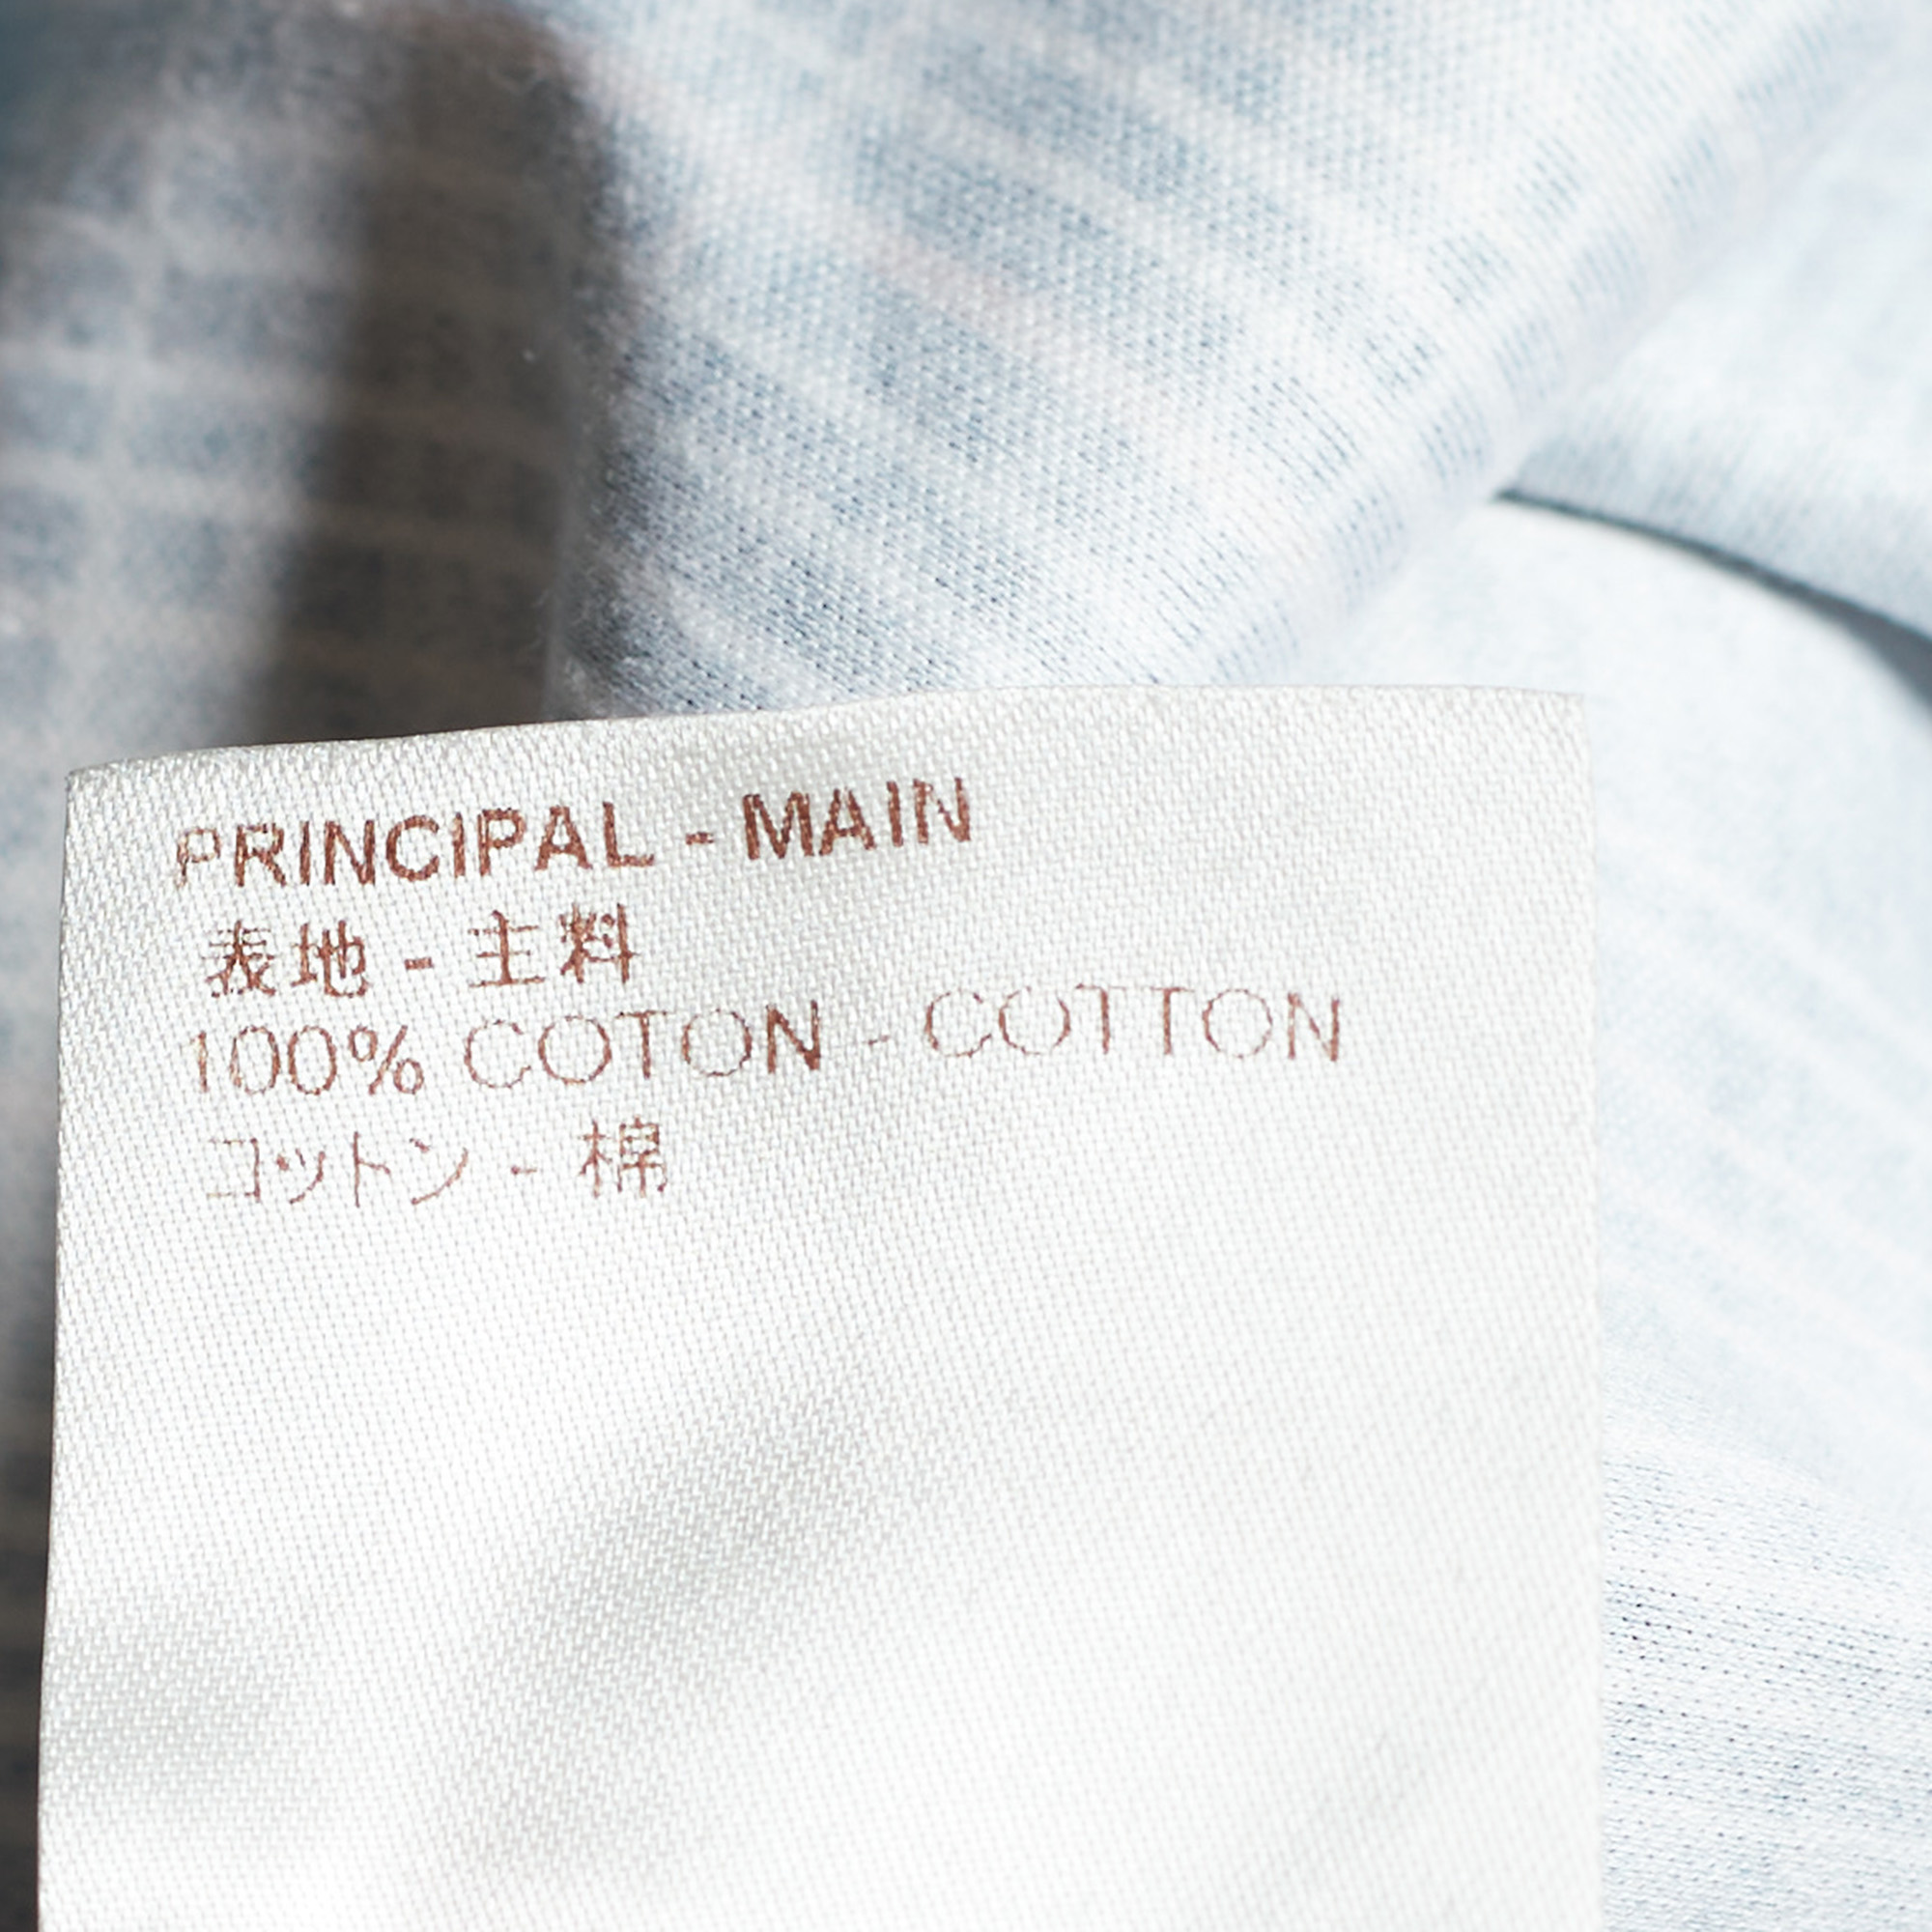 PRINCIPAL - MAIN
表地 - 主料
100% COTON - COTTON
コットン - 棉